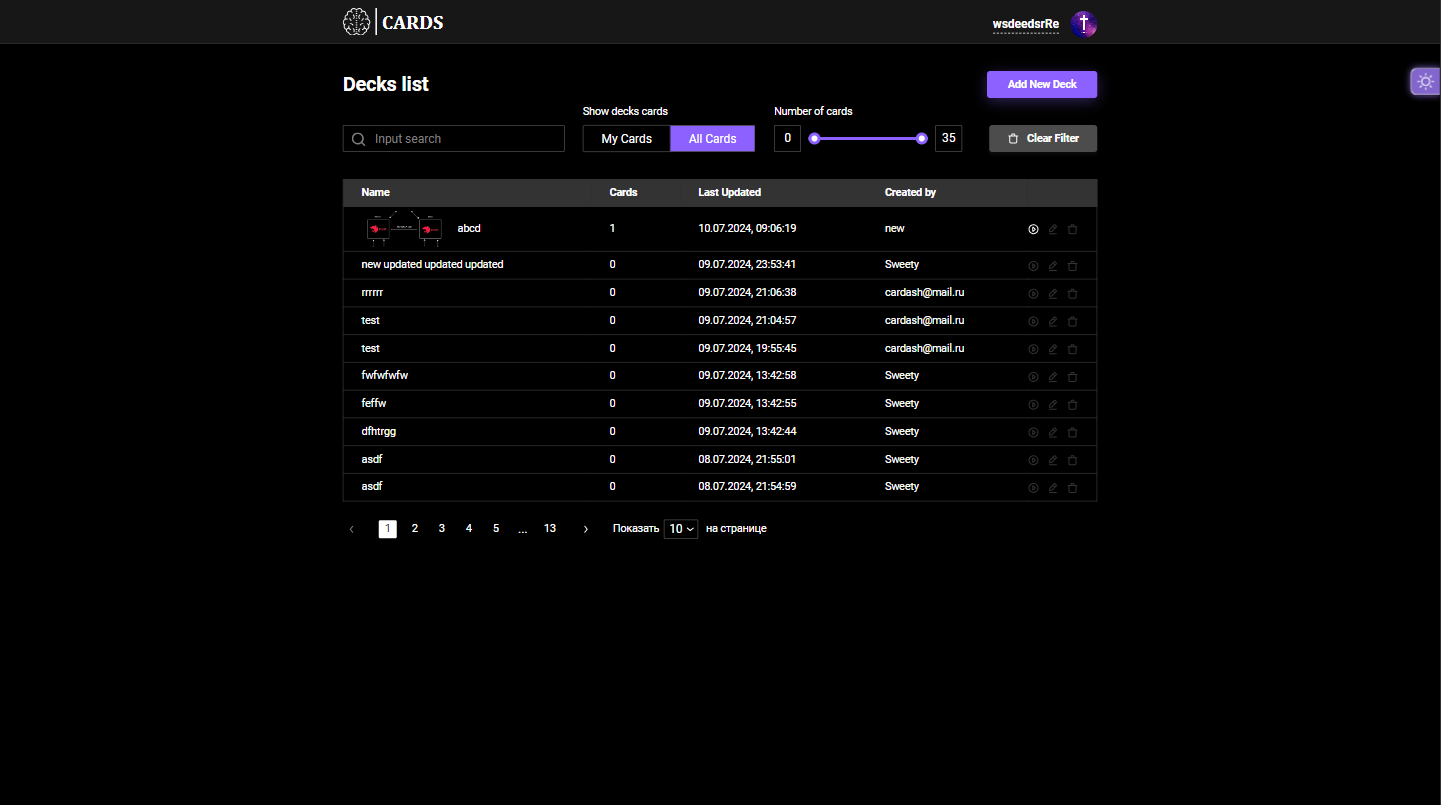 CARDS
wsdeedsrRe
Decks list
Add New Deck
Show decks cards
Number of cards
Input search
My Cards
All Cards
0
35
Clear Filter
Name Cards Last Updated Created by
abcd 1 10.07.2024, 09:06:19 new
new updated updated updated 0 09.07.2024, 23:53:41 Sweety
rrrrrr 0 09.07.2024, 21:06:38 cardash@mail.ru
test 0 09.07.2024, 21:04:57 cardash@mail.ru
test 0 09.07.2024, 19:55:45 cardash@mail.ru
fwfwfwfw 0 09.07.2024, 13:42:58 Sweety
feffw 0 09.07.2024, 13:42:55 Sweety
dfhtrgg 0 09.07.2024, 13:42:44 Sweety
asdf 0 08.07.2024, 21:55:01 Sweety
asdf 0 08.07.2024, 21:54:59 Sweety
1 2 3 4 5 ... 13 Показать 10 на странице